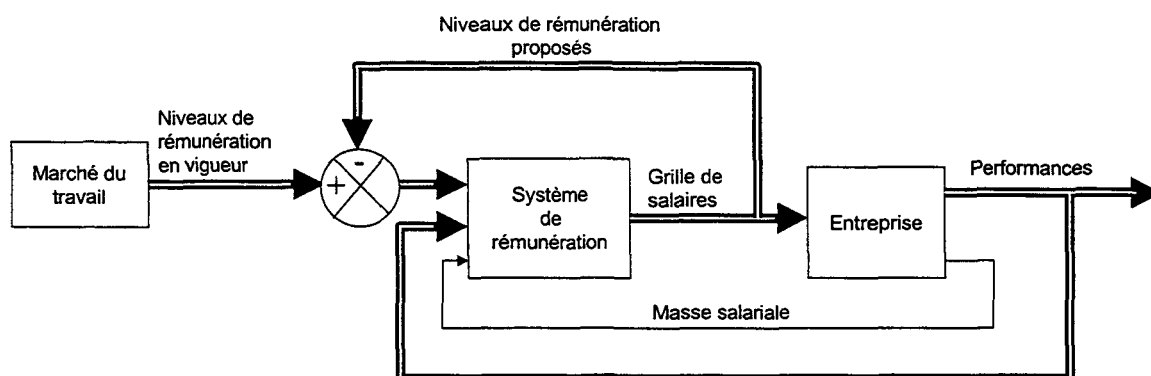 Niveaux de rémunération
proposés
Niveaux de
rémunération
en vigueur
Marché du
travail
-
+
Système
de
rémunération
Grille de
salaires
Entreprise
Performances
Masse salariale